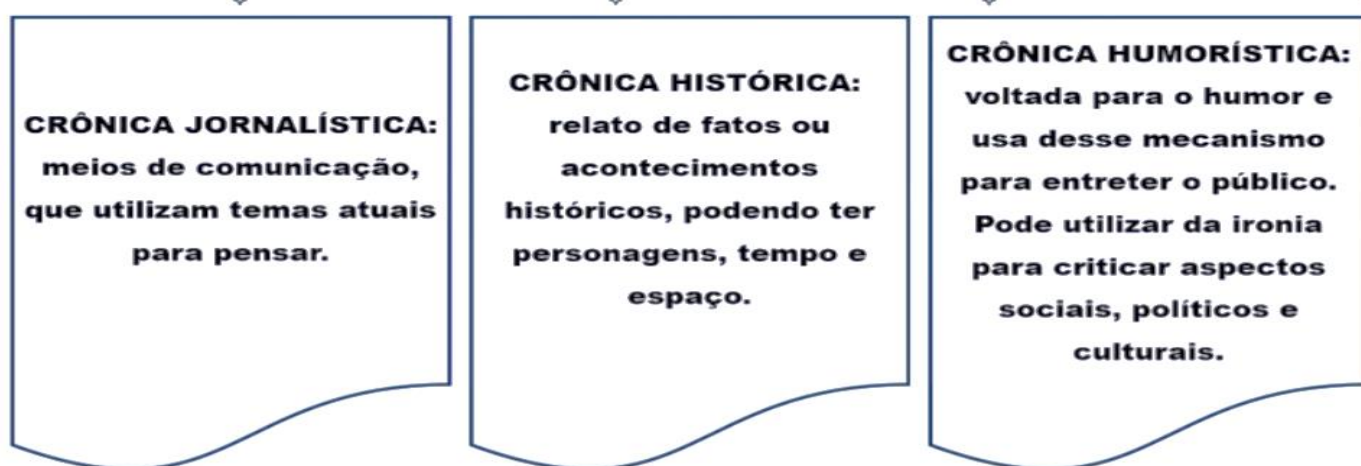 CRÔNICA JORNALÍSTICA:
meios de comunicação,
que utilizam temas atuais
para pensar.
CRÔNICA HISTÓRICA:
relato de fatos ou
acontecimentos
históricos, podendo ter
personagens, tempo e
espaço.
CRÔNICA HUMORÍSTICA:
voltada para o humor e
usa desse mecanismo
para entreter o público.
Pode utilizar da ironia
para criticar aspectos
sociais, políticos e
culturais.